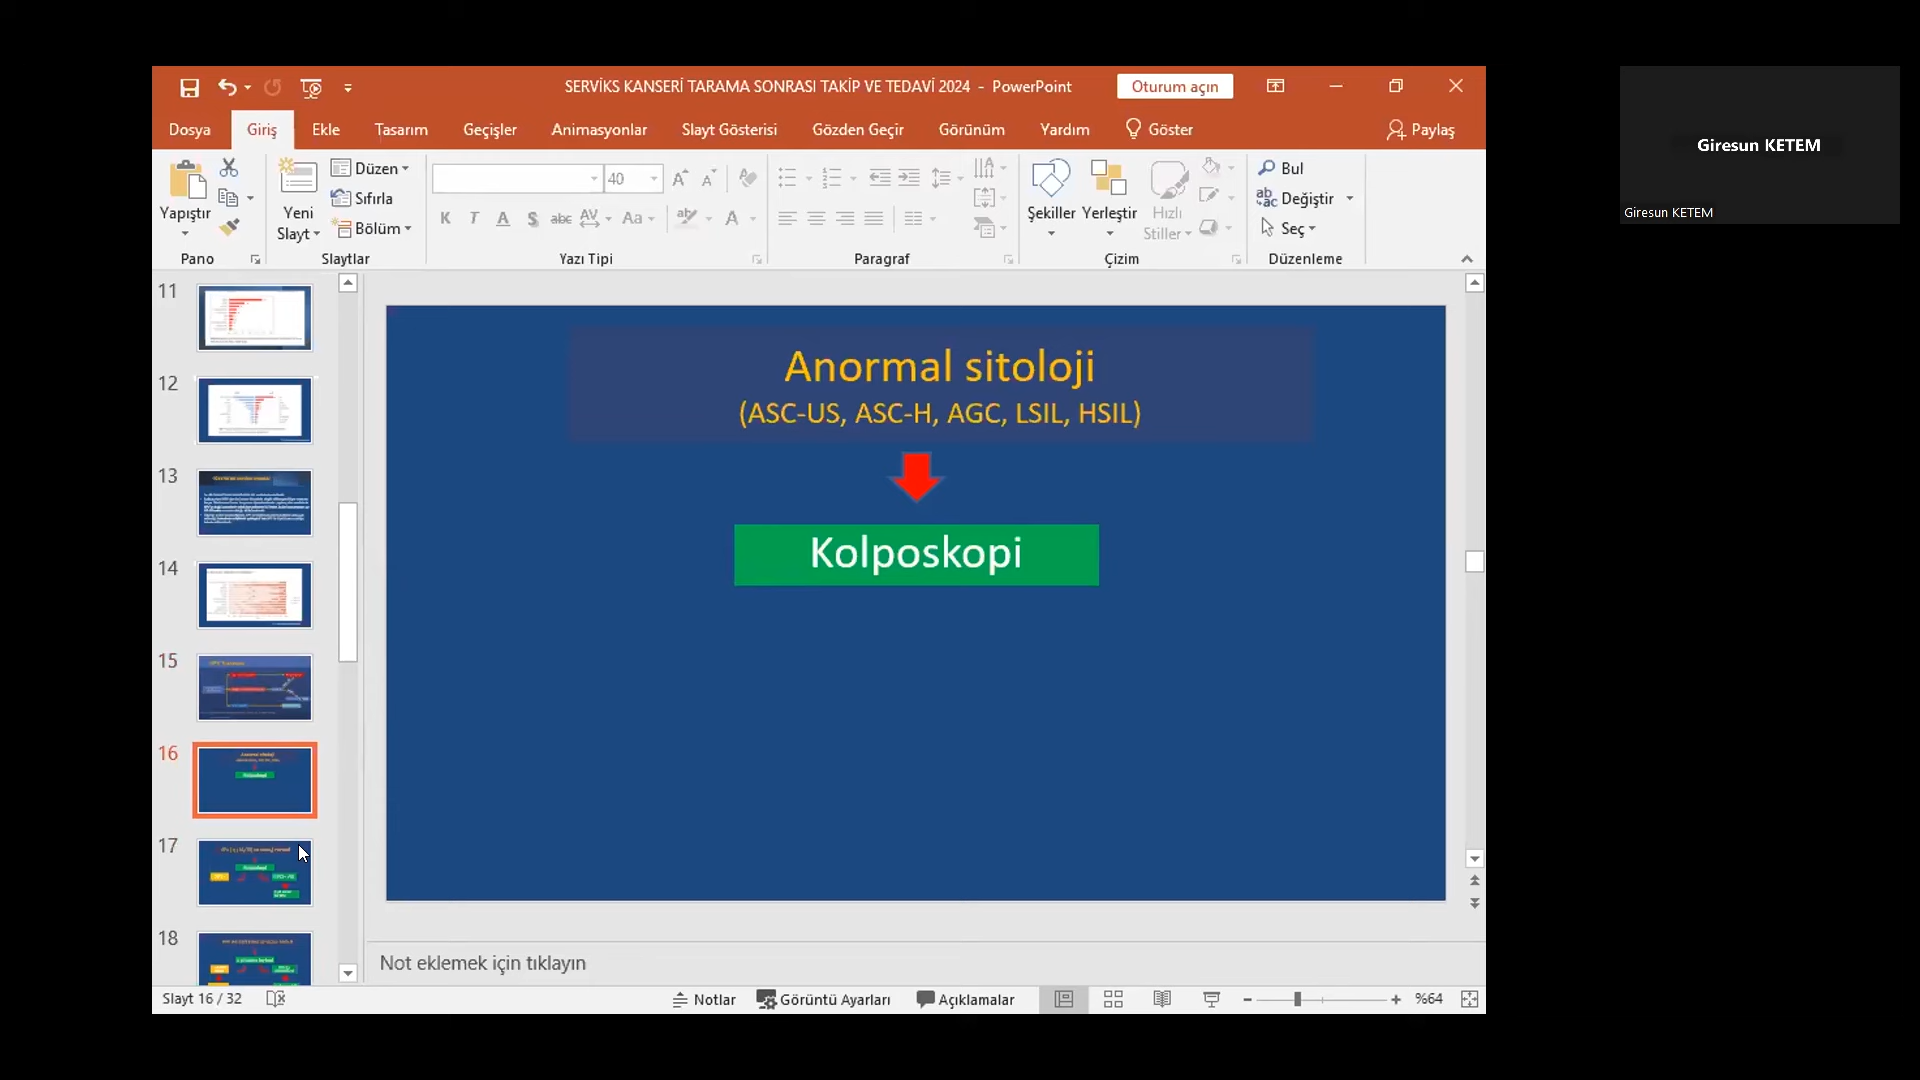 SERVİKS KANSERİ TARAMA SONRASI TAKİP VE TEDAVİ 2024 - PowerPoint
Oturum açın
Dosya
Giriş
Ekle
Tasarım
Geçişler
Animasyonlar
Slayt Gösterisi
Gözden Geçir
Görünüm
Yardım
Göster
Paylaş
Yapıştır
Pano
Yeni
Slayt
Düzen
Sıfırla
Bölüm
Slaytlar
40
K T A S abc AV Aa A
Yazı Tipi
Paragraf
Şekiller
Yerleştir
Hızlı
Stiller
Çizim
Bul
Değiştir
Seç
Düzenleme
11
12
13
14
15
16
17
18
Anormal sitoloji
(ASC-US, ASC-H, AGC, LSIL, HSIL)
Kolposkopi
Not eklemek için tıklayın
Slayt 16 / 32
Notlar
Görüntü Ayarları
Açıklamalar
%64
Giresun KETEM
Giresun KETEM